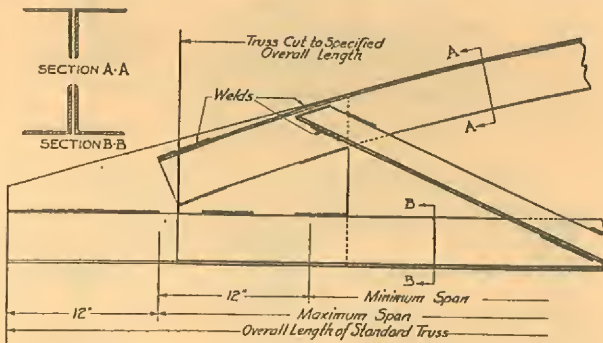 SECTION A-A
SECTION B-B
Truss Cut to Specified
Overall Length
Welds
A
A
B
B
12"
12"
Minimum Span
Maximum Span
Overall Length of Standard Truss